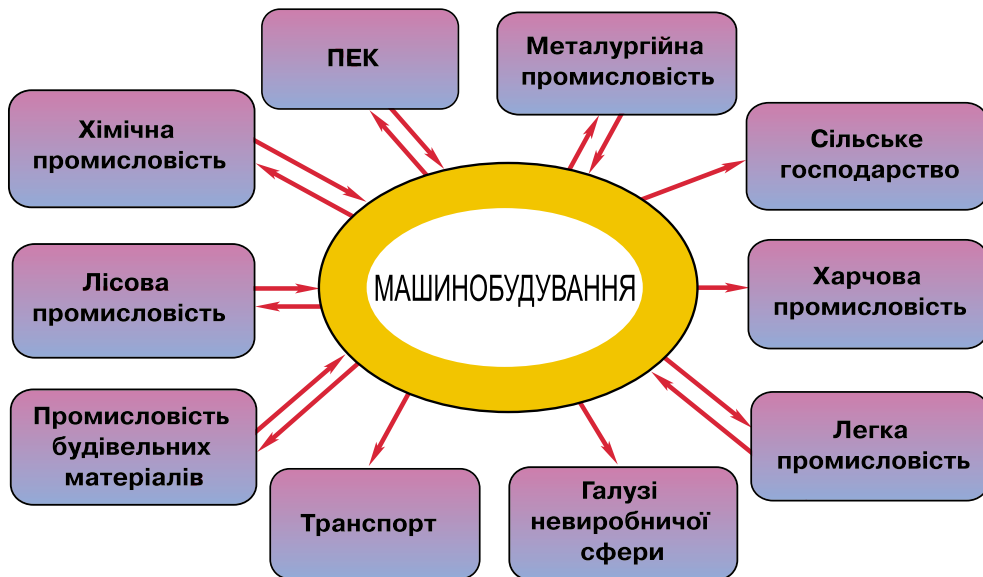 ПЕК
Металургійна
промисловість
Хімічна
промисловість
Сільське
господарство
Лісова
промисловість
МАШИНОБУДУВАННЯ
Харчова
промисловість
Промисловість
будівельних
матеріалів
Легка
промисловість
Транспорт
Галузі
невиробничої
сфери